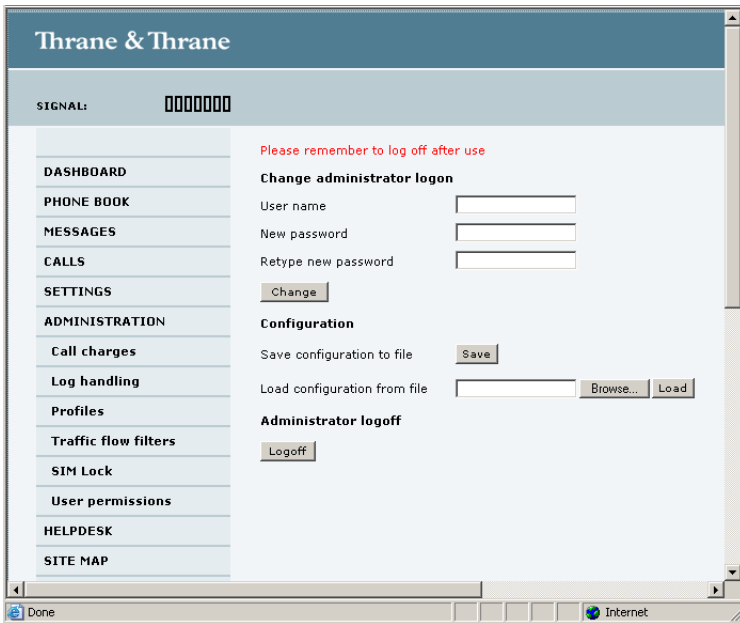 Thrane & Thrane
SIGNAL:
DASHBOARD
PHONE BOOK
MESSAGES
CALLS
SETTINGS
ADMINISTRATION
Call charges
Log handling
Profiles
Traffic flow filters
SIM Lock
User permissions
HELPDESK
SITE MAP
Please remember to log off after use
Change administrator logon
User name
New password
Retype new password
Change
Configuration
Save configuration to file Save
Load configuration from file Browse... Load
Administrator logoff
Logoff
Done Internet